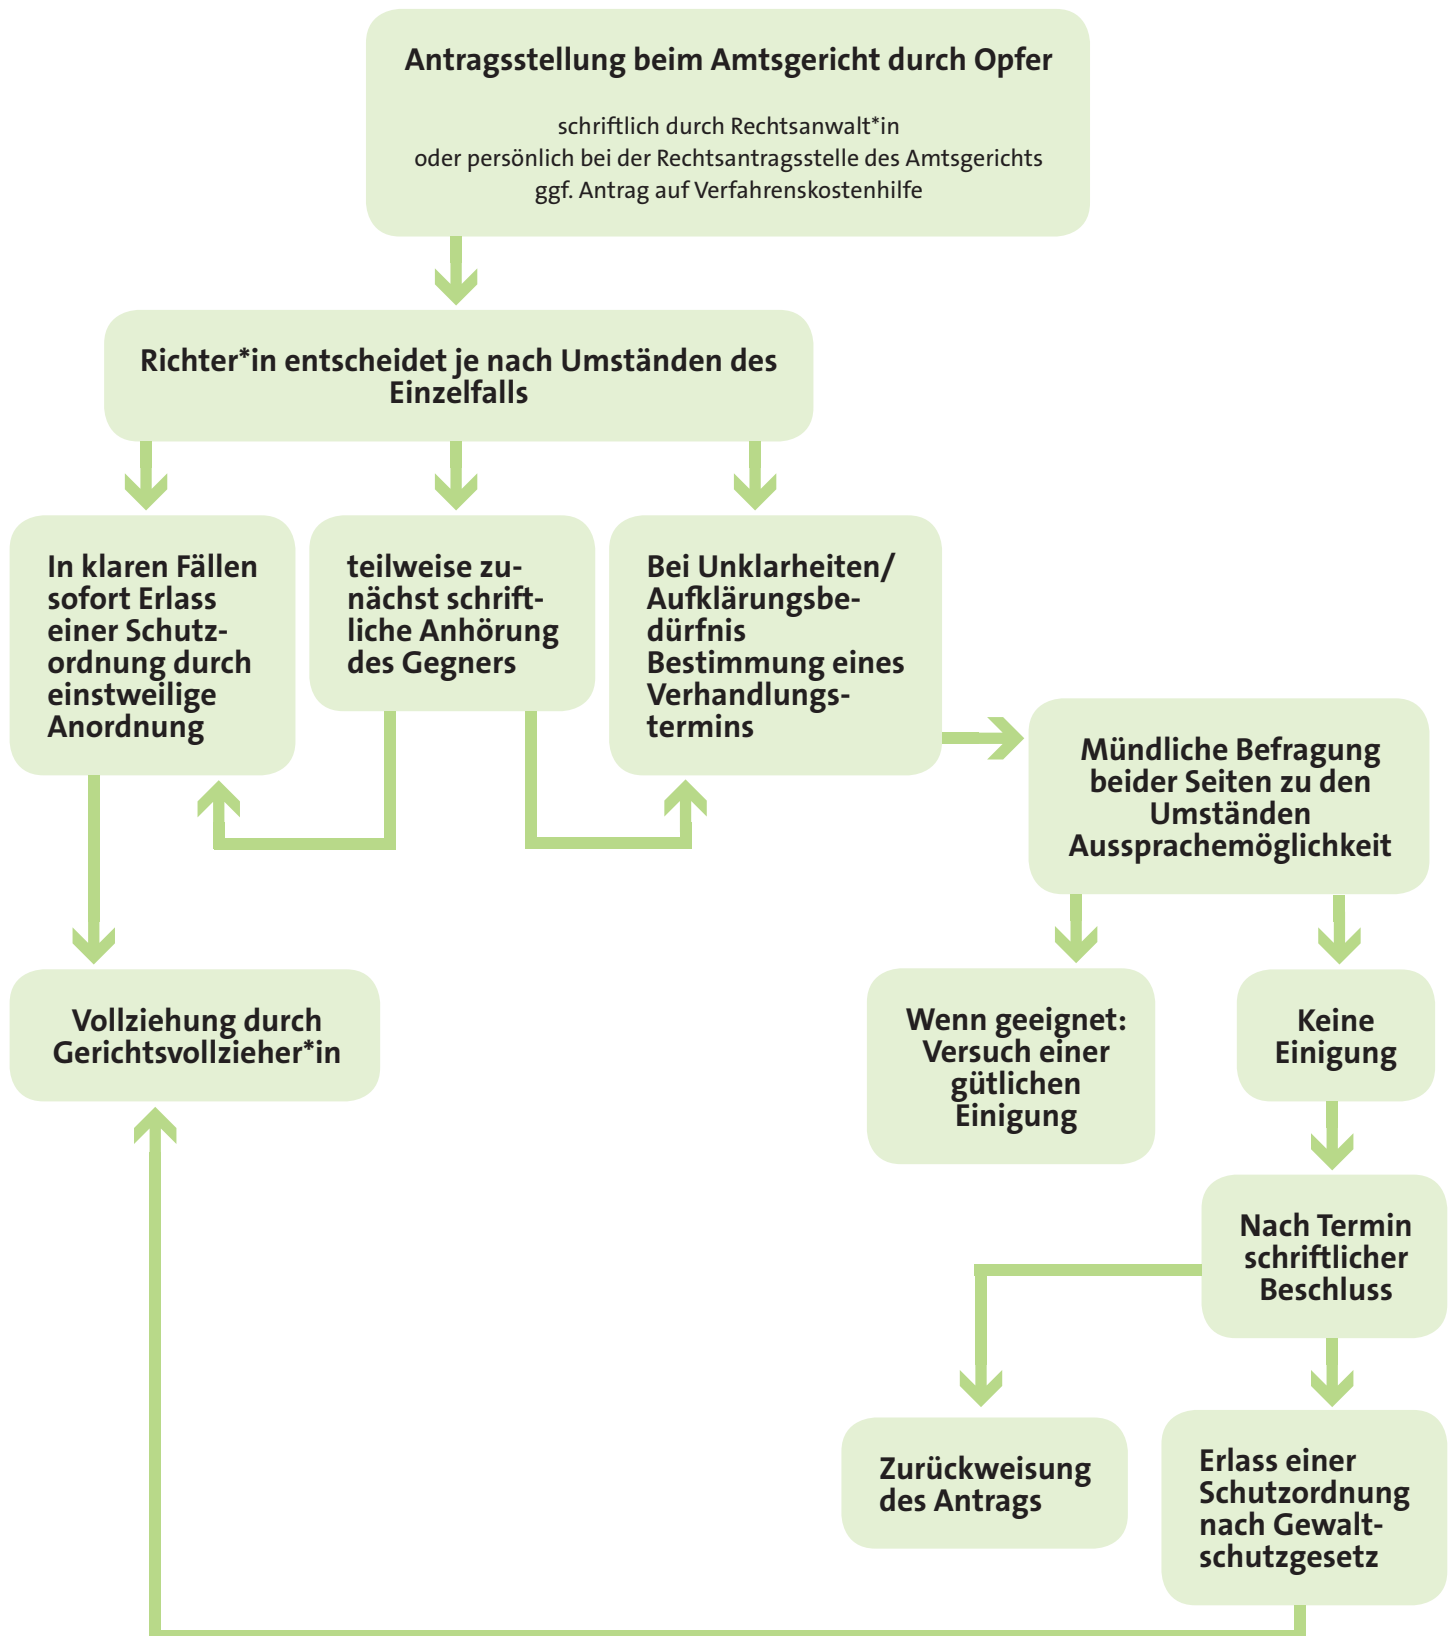 Antragsstellung beim Amtsgericht durch Opfer
schriftlich durch Rechtsanwalt*in
oder persönlich bei der Rechtsantragsstelle des Amtsgerichts
ggf. Antrag auf Verfahrenskostenhilfe
Richter*in entscheidet je nach Umständen des
Einzelfalls
In klaren Fällen
sofort Erlass
einer Schutz-
ordnung durch
einstweilige
Anordnung
teilweise zu-
nächst schrift-
liche Anhörung
des Gegners
Bei Unklarheiten/
Aufklärungsbe-
dürfnis
Bestimmung eines
Verhandlungs-
termins
Mündliche Befragung
beider Seiten zu den
Umständen
Aussprachemöglichkeit
Vollziehung durch
Gerichtsvollzieher*in
Wenn geeignet:
Versuch einer
gütlichen
Einigung
Keine
Einigung
Nach Termin
schriftlicher
Beschluss
Zurückweisung
des Antrags
Erlass einer
Schutzordnung
nach Gewalt-
schutzgesetz